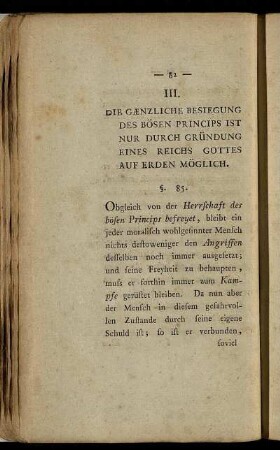 — 82 —
III.
DIE GÆNZLICHE BESIEGUNG
DES BÖSEN PRINCIPS IST
NUR DURCH GRÜNDUNG
EINES REICHS GOTTES
AUF ERDEN MÖGLICH.
§. 85.
Obgleich von der Herrſchaft des
böſen Princips befreyet, bleibt ein
jeder moraliſch wohlgeſinnter Menſch
nichts deſtoweniger den Angriffen
deſſelben noch immer ausgeſetzt;
und ſeine Freyheit zu behaupten,
muſs er forthin immer zum Kam-
pfe gerüſtet bleiben. Da nun aber
der Menſch in dieſem gefahrvol-
len Zuſtande durch ſeine eigene
Schuld iſt; ſo iſt er verbunden,
ſoviel